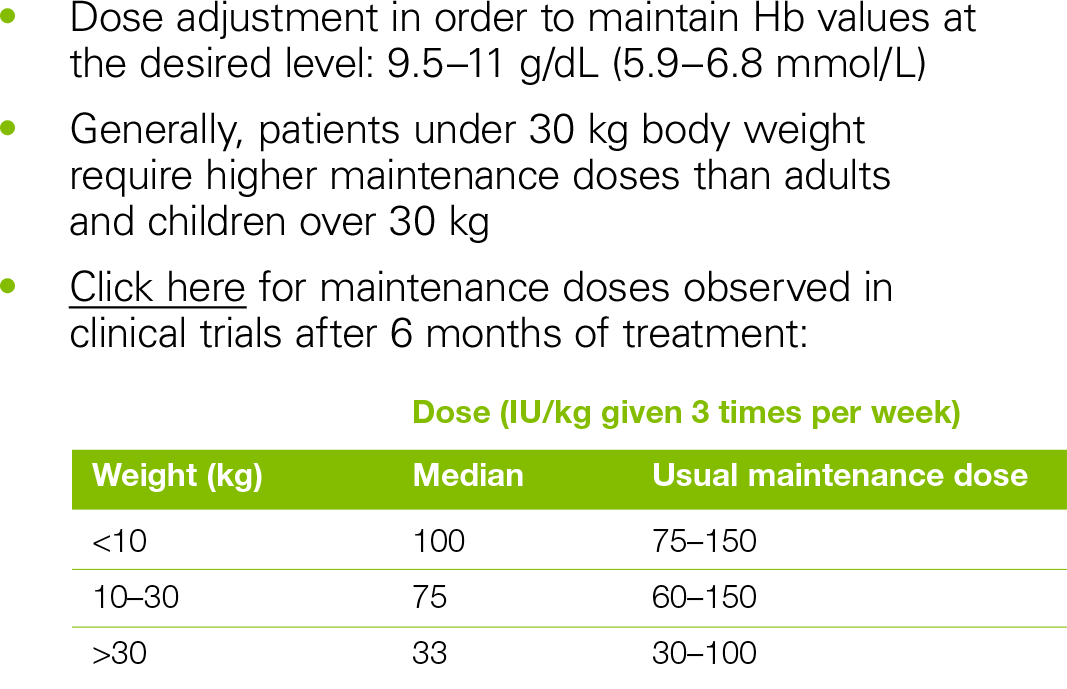 • Dose adjustment in order to maintain Hb values at
the desired level: 9.5–11 g/dL (5.9–6.8 mmol/L)
• Generally, patients under 30 kg body weight
require higher maintenance doses than adults
and children over 30 kg
• Click here for maintenance doses observed in
clinical trials after 6 months of treatment:
Dose (IU/kg given 3 times per week)
Weight (kg) Median Usual maintenance dose
<10 100 75–150
10–30 75 60–150
>30 33 30–100